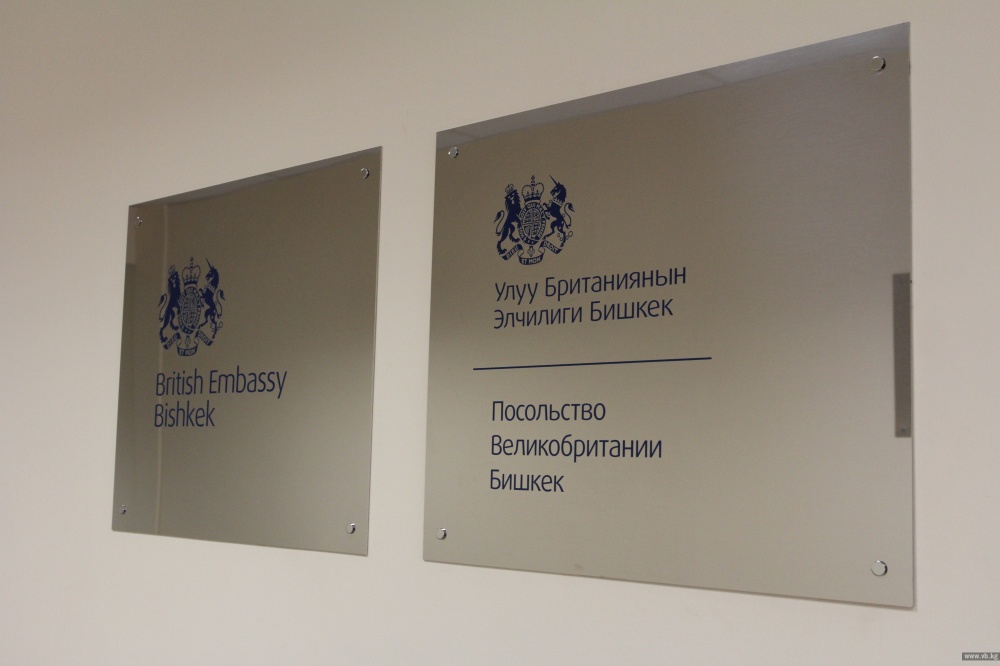 British Embassy
Bishkek
Улуу Британиянын
Элчилиги Бишкек
Посольство
Великобритании
Бишкек
www.vb.kg